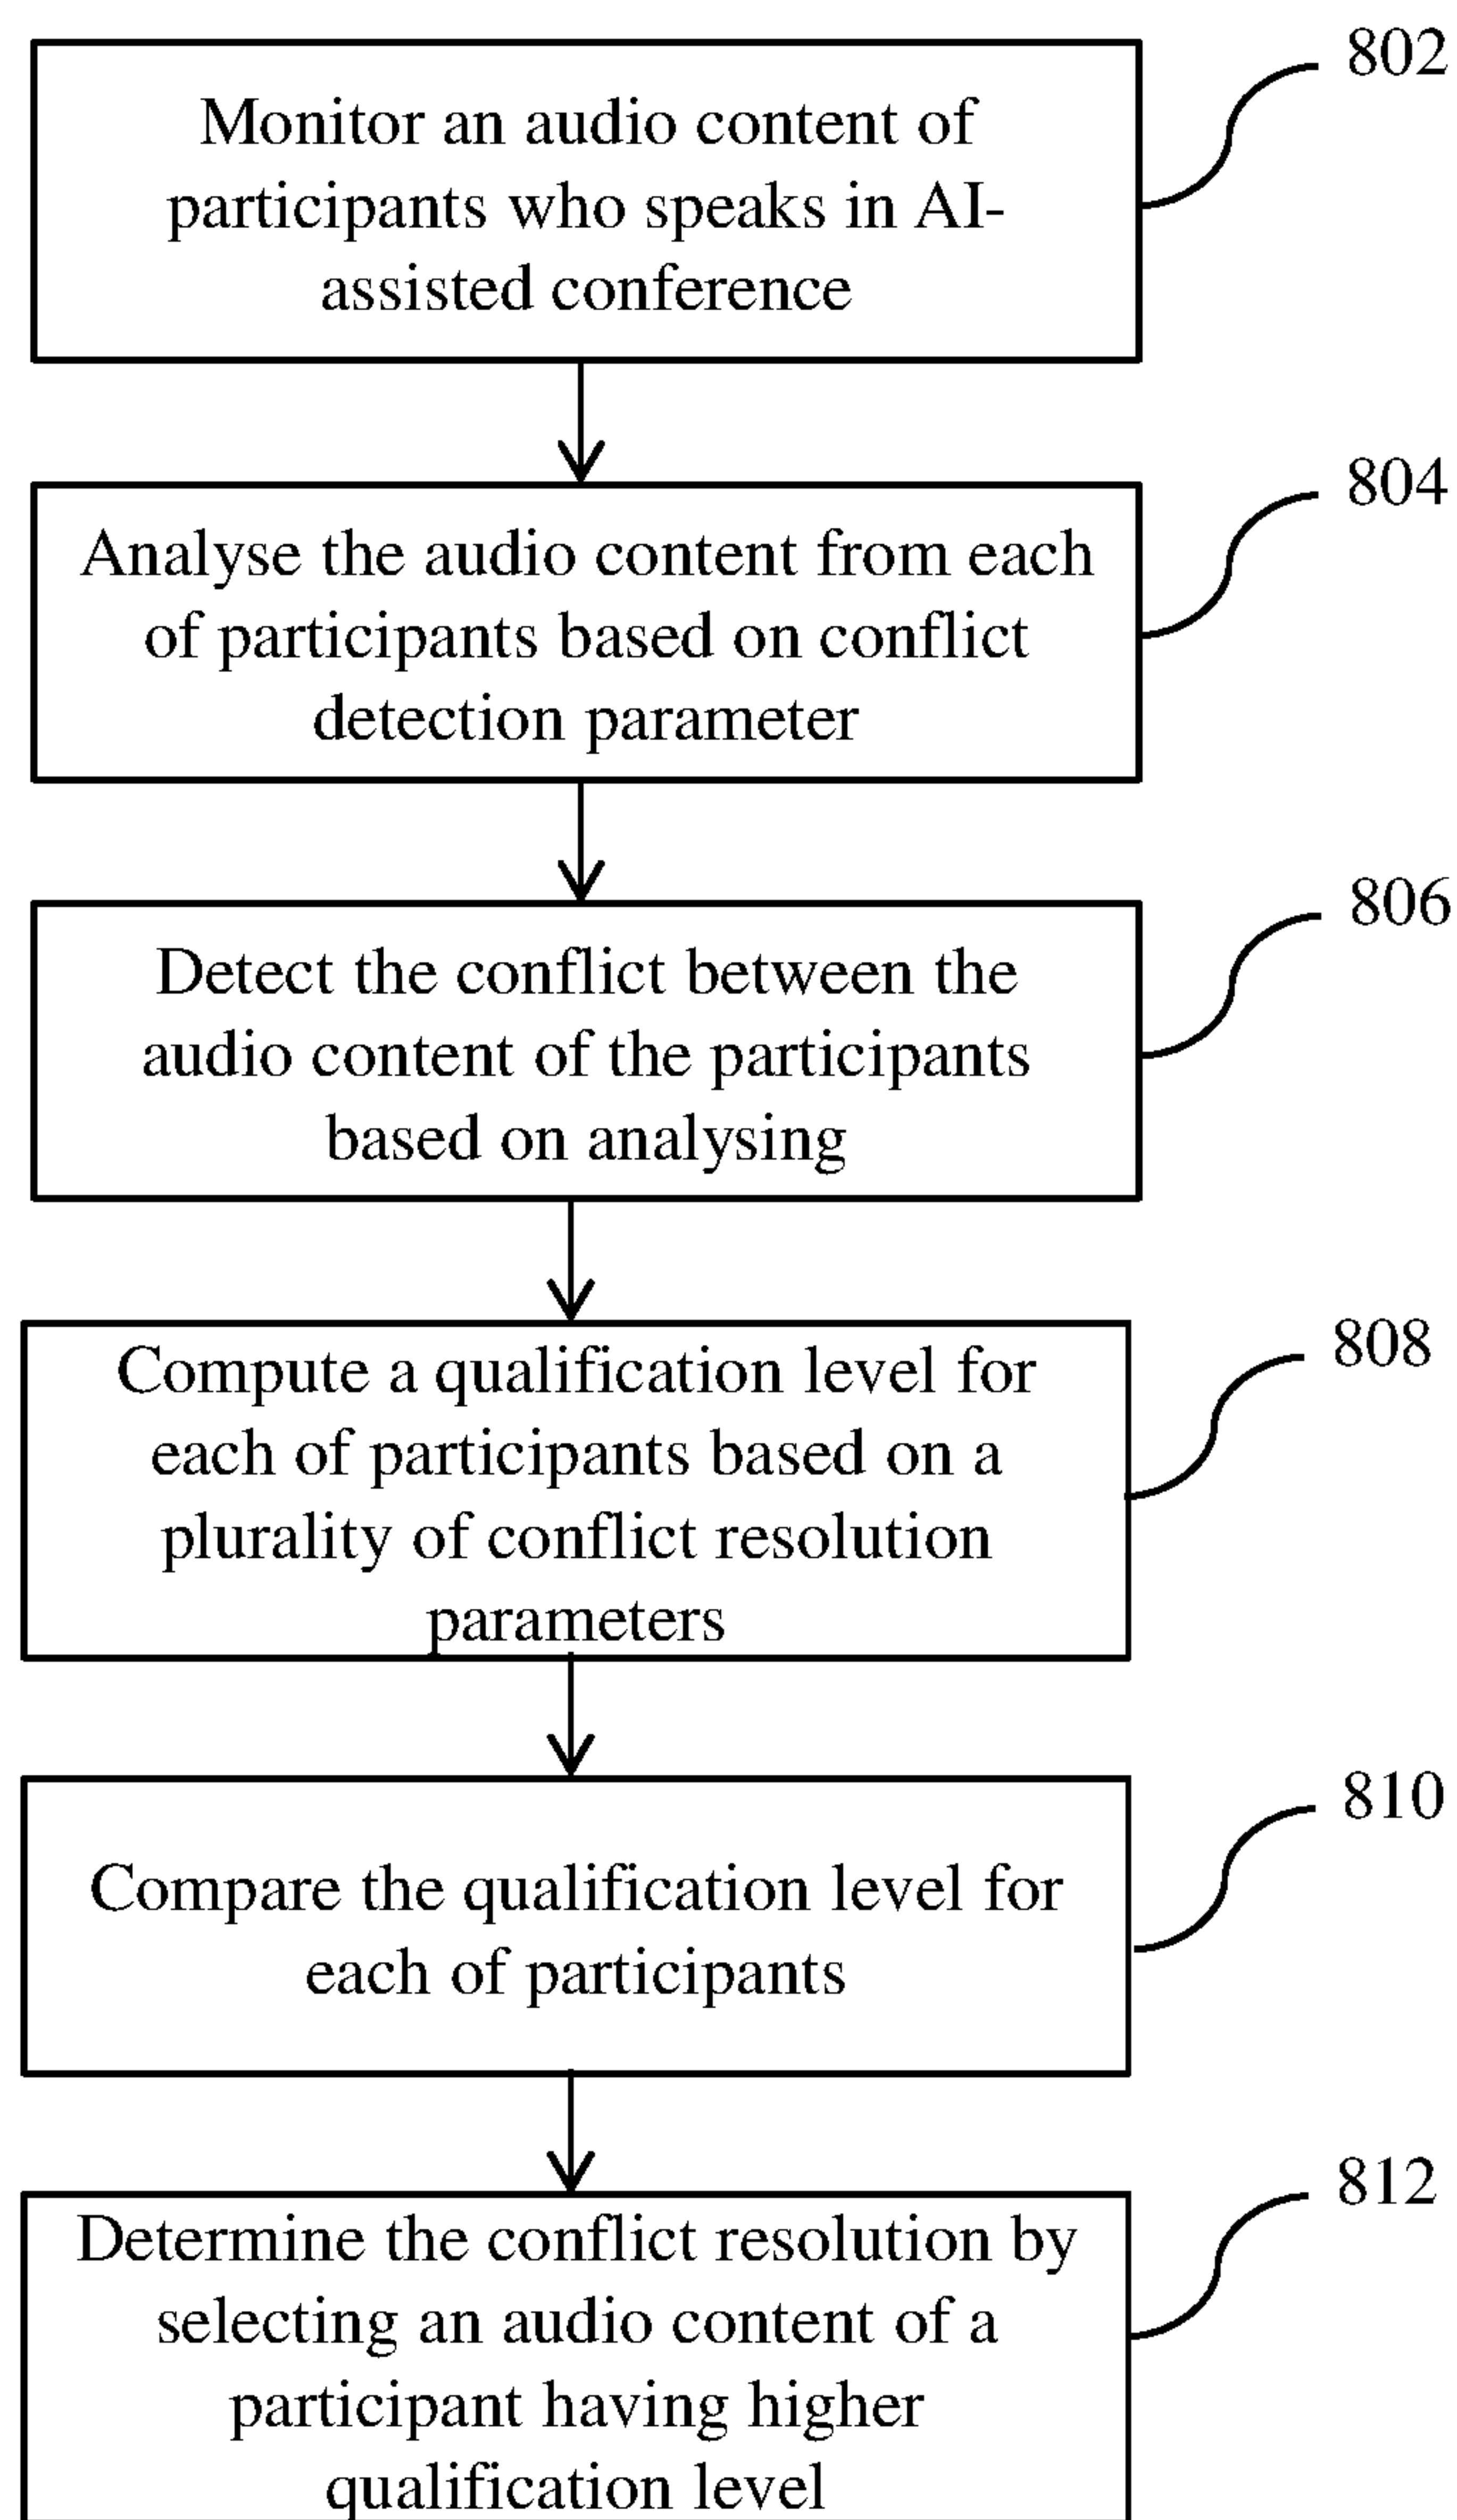 802
Monitor an audio content of
participants who speaks in AI-
assisted conference
804
Analyse the audio content from each
of participants based on conflict
detection parameter
806
Detect the conflict between the
audio content of the participants
based on analysing
808
Compute a qualification level for
each of participants based on a
plurality of conflict resolution
parameters
810
Compare the qualification level for
each of participants
812
Determine the conflict resolution by
selecting an audio content of a
participant having higher
qualification level